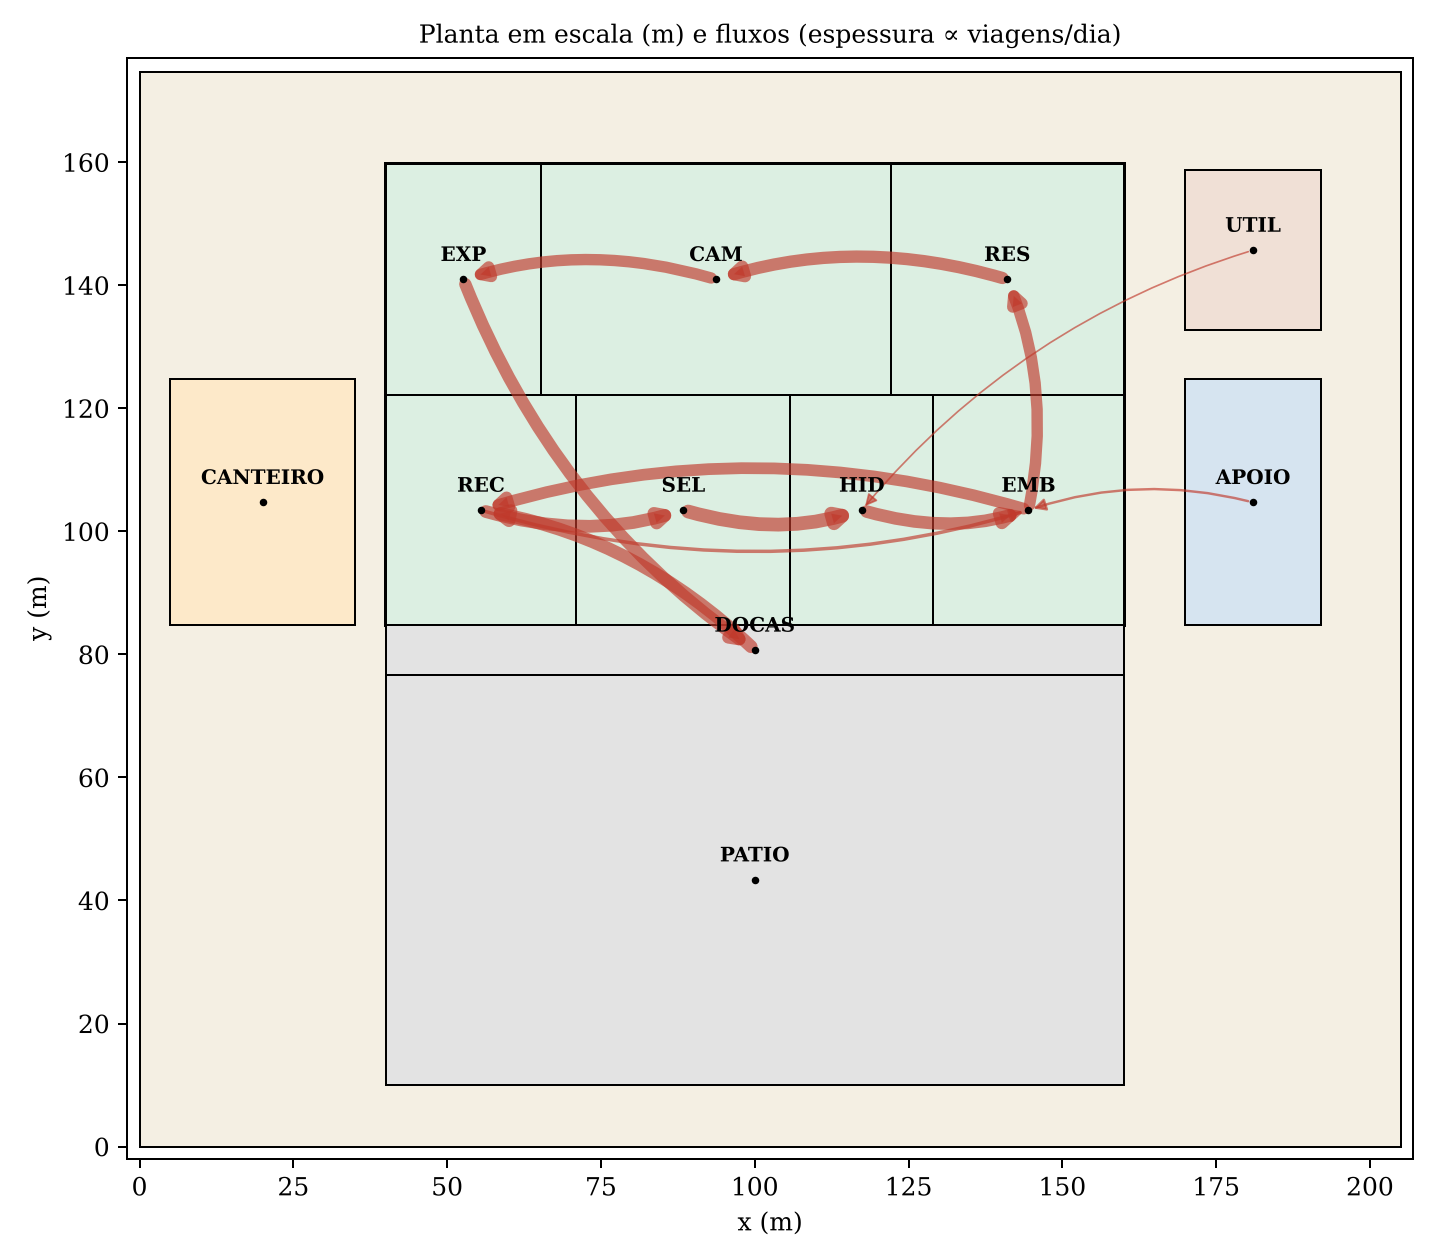 Planta em escala (m) e fluxos (espessura ∝ viagens/dia)
160
140
120
100
80
60
40
20
0
y (m)
UTIL
EXP
CAM
RES
CANTEIRO
APOIO
REC
SEL
HID
EMB
DOCAS
PATIO
0
25
50
75
100
125
150
175
200
x (m)